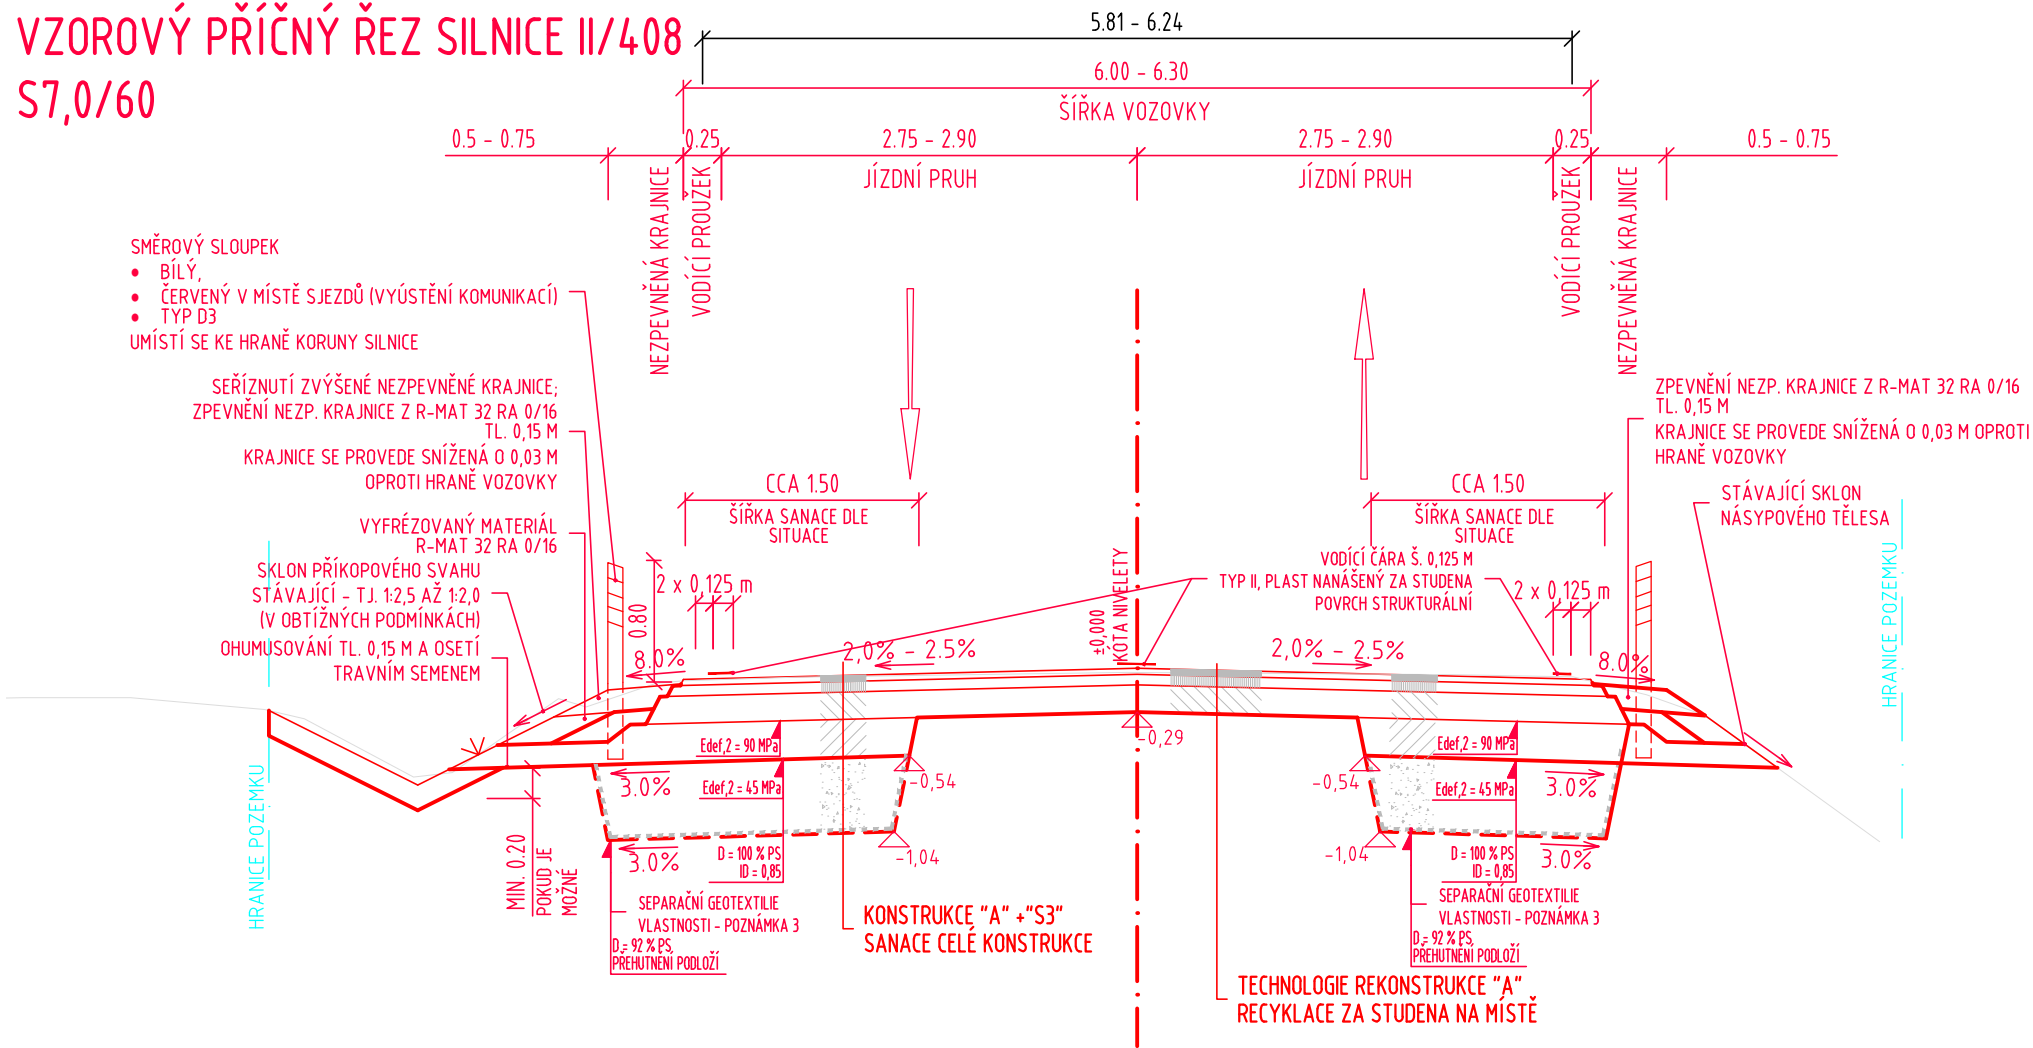 VZOROVÝ PŘÍČNÝ ŘEZ SILNICE II/408
S7,0/60
5.81 - 6.24
6.00 - 6.30
ŠÍŘKA VOZOVKY
0.5 - 0.75
0.25
2.75 - 2.90
2.75 - 2.90
0.25
0.5 - 0.75
JÍZDNÍ PRUH
JÍZDNÍ PRUH
NEZPEVNĚNÁ KRAJNICE
VODÍCÍ PROUŽEK
VODÍCÍ PROUŽEK
NEZPEVNĚNÁ KRAJNICE
SMĚROVÝ SLOUPEK
• BÍLÝ,
• ČERVENÝ V MÍSTĚ SJEZDŮ (VYÚSTĚNÍ KOMUNIKACÍ)
• TYP D3
UMÍSTÍ SE KE HRANĚ KORUNY SILNICE
SEŘÍZNUTÍ ZVÝŠENÉ NEZPEVNĚNÉ KRAJNICE;
ZPEVNĚNÍ NEZP. KRAJNICE Z R-MAT 32 RA 0/16
TL. 0,15 M
KRAJNICE SE PROVEDE SNÍŽENÁ O 0,03 M
OPROTI HRANĚ VOZOVKY
VYFRÉZOVANÝ MATERIÁL
R-MAT 32 RA 0/16
SKLON PŘÍKOPOVÉHO SVAHU
STÁVAJÍCÍ - TJ. 1:2,5 AŽ 1:2,0
(V OBTÍŽNÝCH PODMÍNKÁCH)
OHUMUSOVÁNÍ TL. 0,15 M A OSETÍ
TRAVNÍM SEMENEM
ZPEVNĚNÍ NEZP. KRAJNICE Z R-MAT 32 RA 0/16
TL. 0,15 M
KRAJNICE SE PROVEDE SNÍŽENÁ O 0,03 M OPROTI
HRANĚ VOZOVKY
STÁVAJÍCÍ SKLON
NÁSYPOVÉHO TĚLESA
CCA 1.50
ŠÍŘKA SANACE DLE
SITUACE
CCA 1.50
ŠÍŘKA SANACE DLE
SITUACE
VODÍCÍ ČÁRA Š. 0,125 M
TYP II, PLAST NANÁŠENÝ ZA STUDENA
POVRCH STRUKTURÁLNÍ
2 x 0,125 m
2 x 0,125 m
0.80
±0,000
KÓTA NIVELETY
8.0%
2,0% - 2.5%
2,0% - 2.5%
8.0%
HRANICE POZEMKU
HRANICE POZEMKU
-0,29
Edef,2 = 90 MPa
Edef,2 = 90 MPa
-0,54
-0,54
3.0%
3.0%
Edef,2 = 45 MPa
Edef,2 = 45 MPa
3.0%
3.0%
-1,04
-1,04
D = 100 % PS
ID = 0,85
D = 100 % PS
ID = 0,85
MIN. 0.20
POKUD JE
MOŽNÉ
SEPARAČNÍ GEOTEXTILIE
VLASTNOSTI - POZNÁMKA 3
D = 92 % PS,
PŘEHUTNĚNÍ PODLOŽÍ
SEPARAČNÍ GEOTEXTILIE
VLASTNOSTI - POZNÁMKA 3
D = 92 % PS,
PŘEHUTNĚNÍ PODLOŽÍ
KONSTRUKCE "A" +"S3"
SANACE CELÉ KONSTRUKCE
TECHNOLOGIE REKONSTRUKCE "A"
RECYKLACE ZA STUDENA NA MÍSTĚ